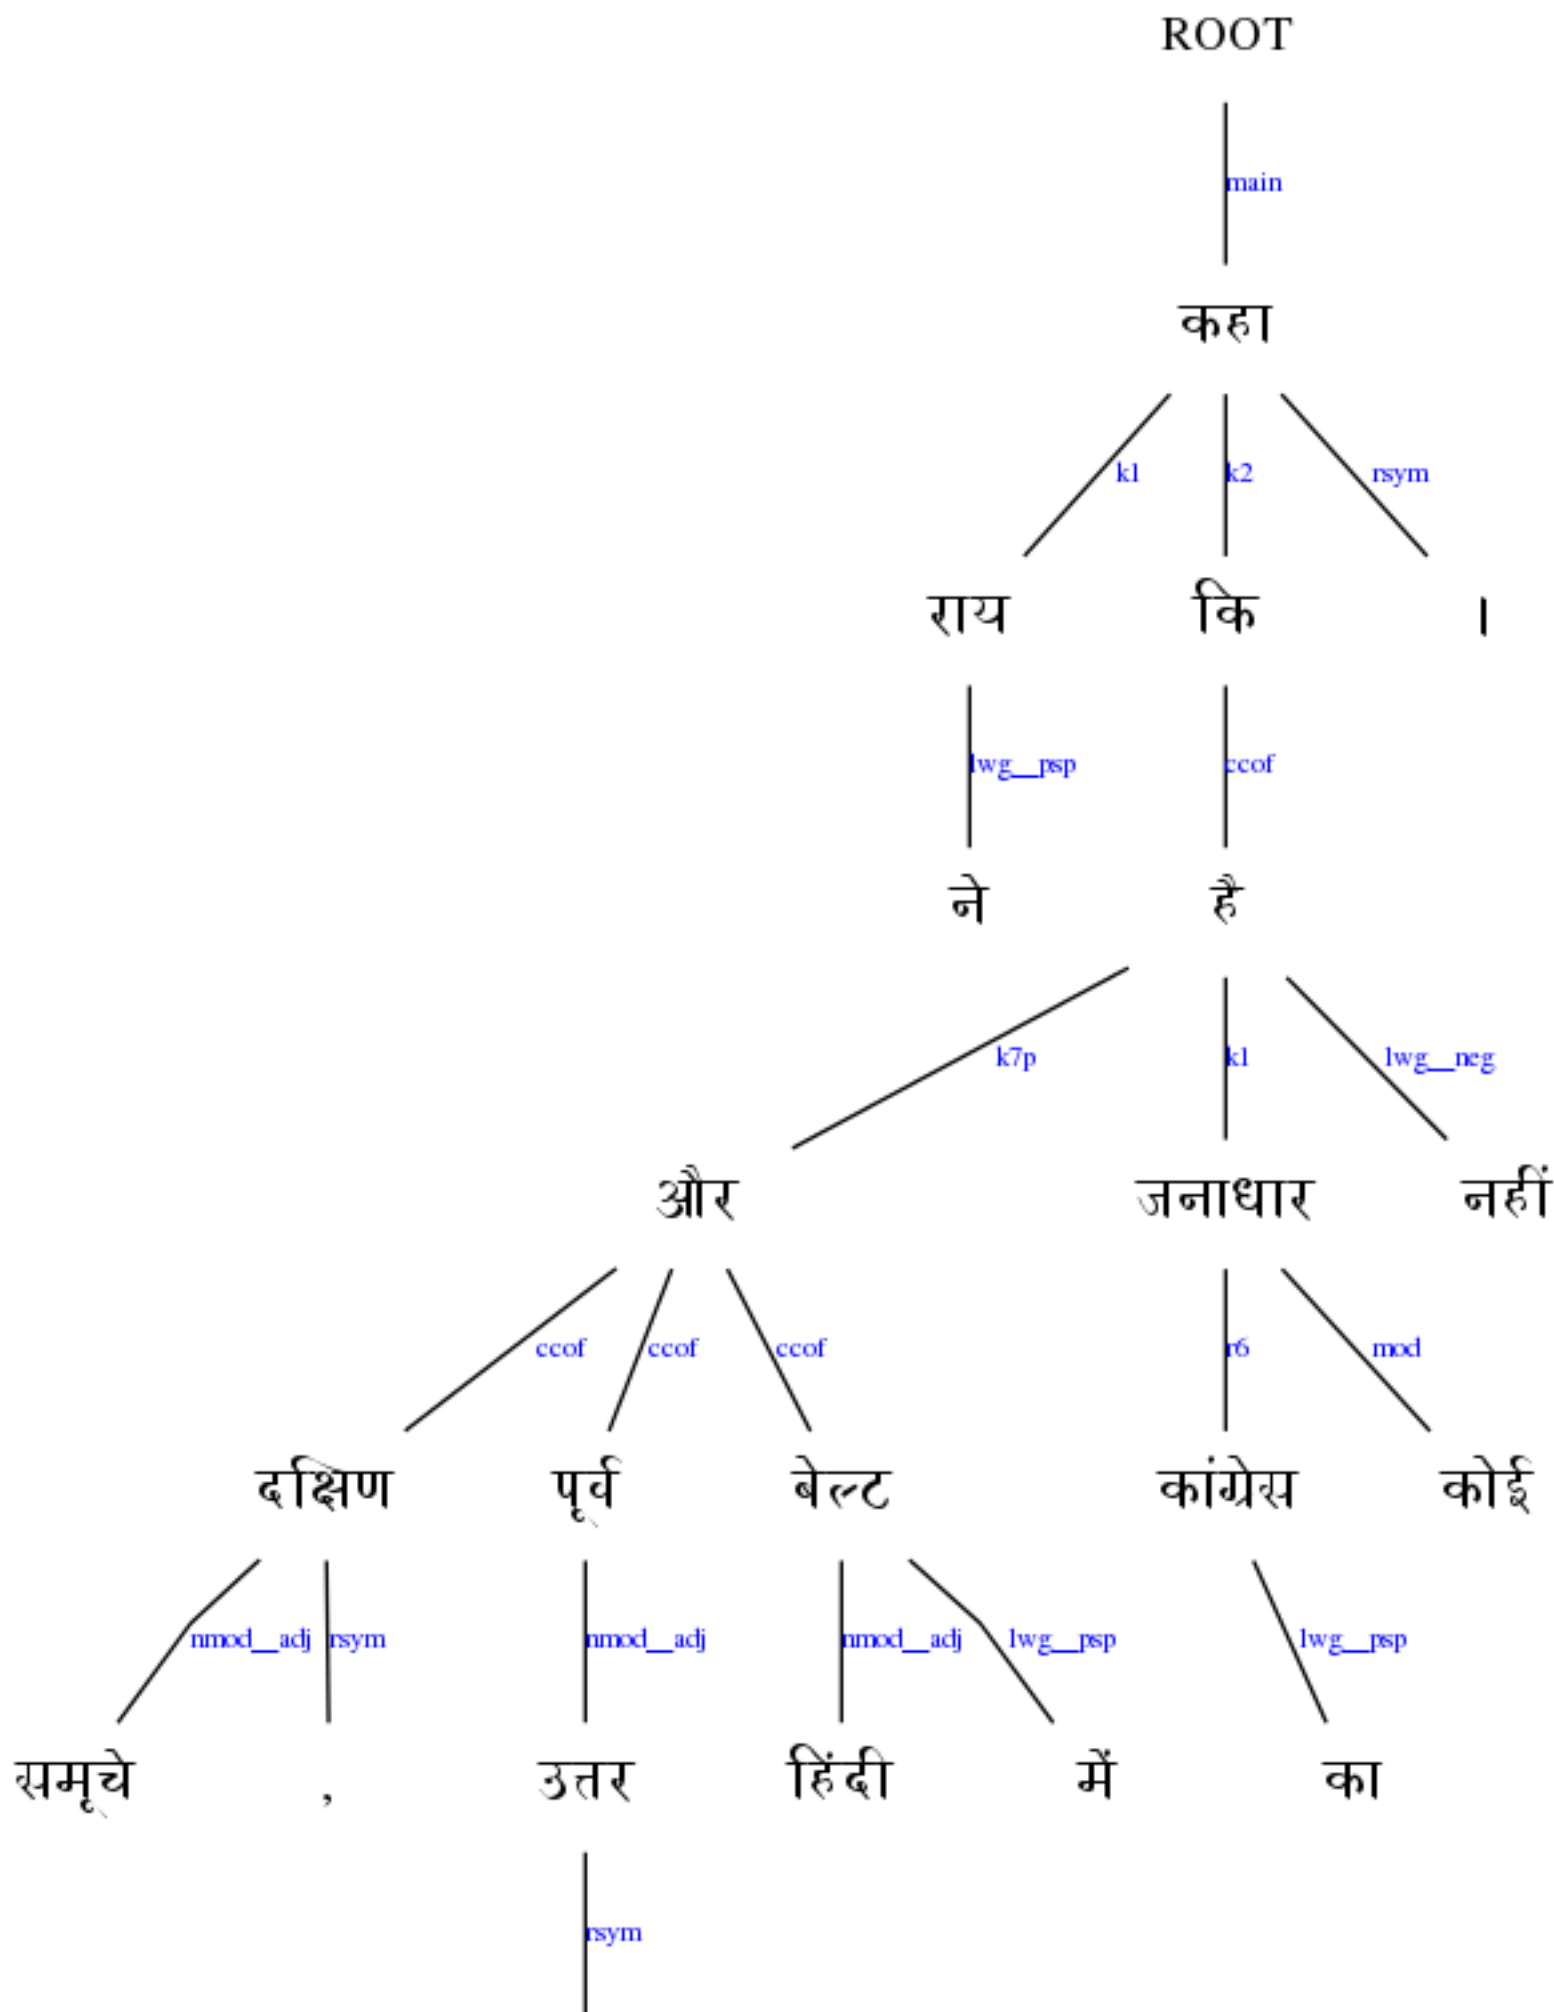 ROOT
main
कहा
k1 k2 rsym
राय कि ।
lwg__psp ccof
ने है
k7p k1 lwg__neg
और जनाधार नहीं
ccof ccof ccof r6 mod
दक्षिण पूर्व बेल्ट कांग्रेस कोई
nmod__adj rsym nmod__adj nmod__adj lwg__psp lwg__psp
समूचे , उत्तर हिंदी में का
rsym